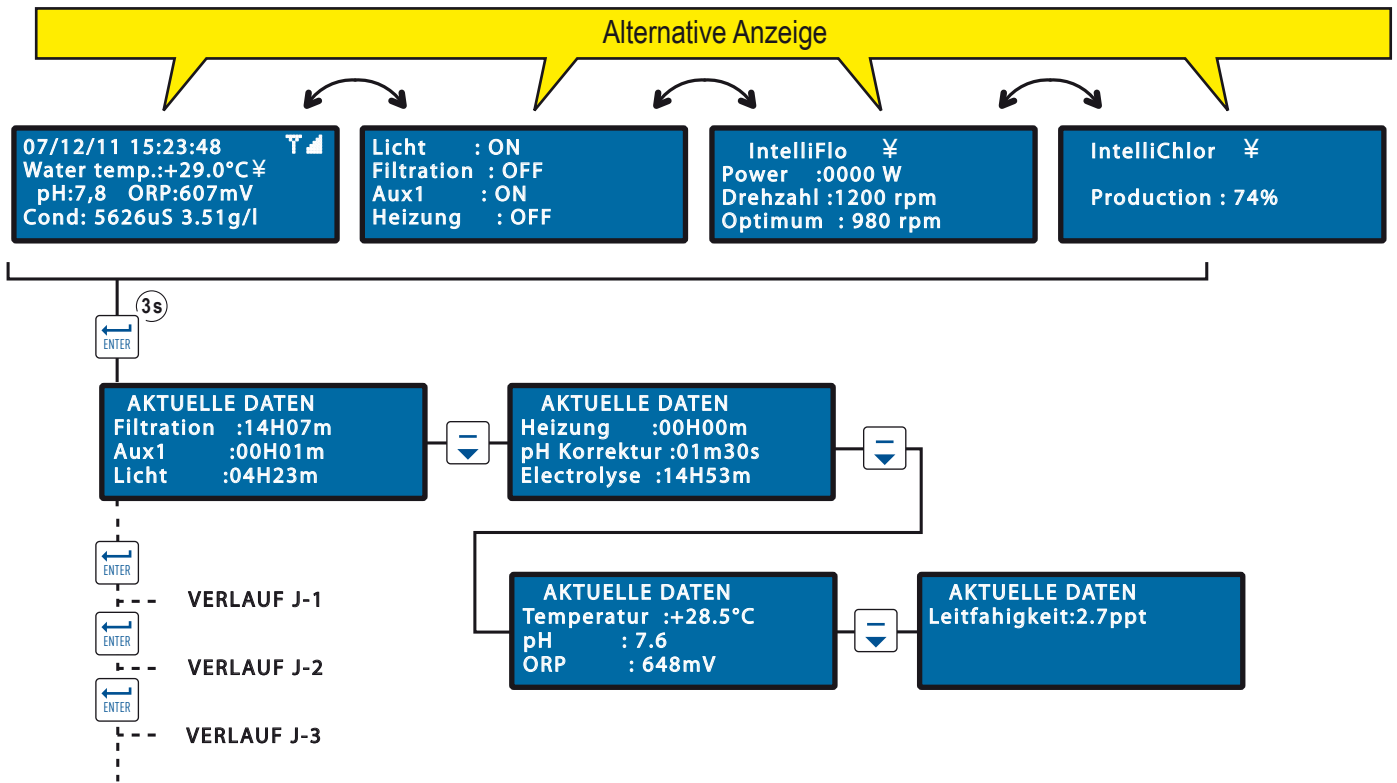 Alternative Anzeige
07/12/11 15:23:48
Water temp.:+29.0°C¥
pH:7,8 ORP:607mV
Cond: 5626uS 3.51g/l
Licht : ON
Filtration : OFF
Aux1 : ON
Heizung : OFF
IntelliFlo ¥
Power :0000 W
Drehzahl :1200 rpm
Optimum : 980 rpm
IntelliChlor ¥
Production : 74%
3s
ENTER
AKTUELLE DATEN
Filtration :14H07m
Aux1 :00H01m
Licht :04H23m
AKTUELLE DATEN
Heizung :00H00m
pH Korrektur :01m30s
Electrolyse :14H53m
AKTUELLE DATEN
Temperatur :+28.5°C
pH : 7.6
ORP : 648mV
AKTUELLE DATEN
Leitfahigkeit:2.7ppt
ENTER
VERLAUF J-1
ENTER
VERLAUF J-2
ENTER
VERLAUF J-3